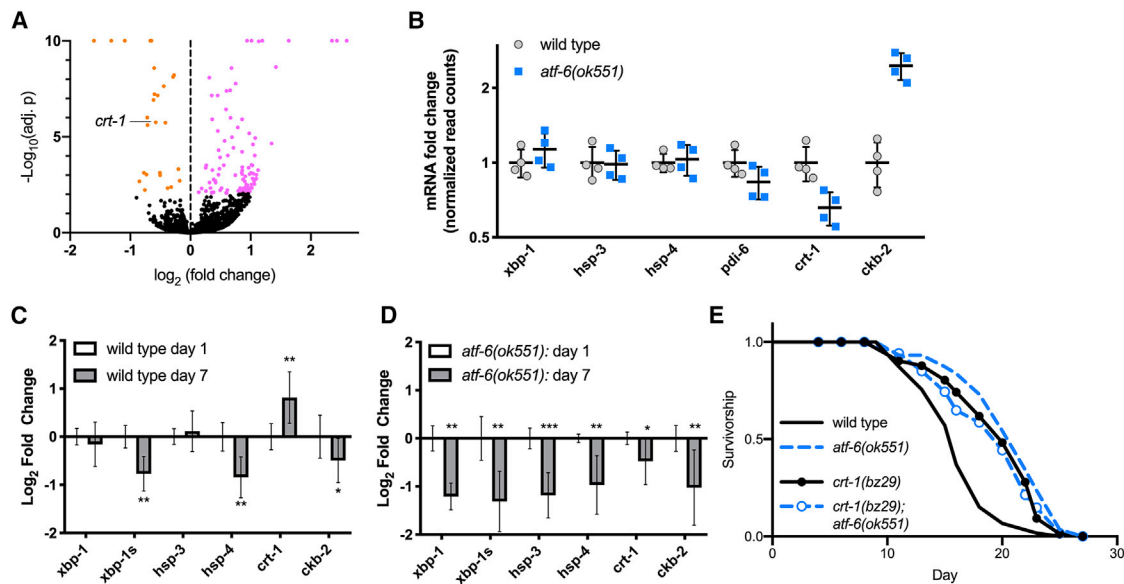 A
-Log10(adj. p)
10
5
0
crt-1
-2
-1
0
1
2
log2 (fold change)
B
wild type
atf-6(ok551)
mRNA fold change
(normalized read counts)
2
1
0.5
xbp-1
hsp-3
hsp-4
pdi-6
crt-1
ckb-2
C
wild type day 1
wild type day 7
Log2 Fold Change
2
1
0
-1
-2
**
**
**
*
xbp-1
xbp-1s
hsp-3
hsp-4
crt-1
ckb-2
D
atf-6(ok551): day 1
atf-6(ok551): day 7
Log2 Fold Change
2
1
0
-1
-2
**
**
***
**
*
**
xbp-1
xbp-1s
hsp-3
hsp-4
crt-1
ckb-2
E
Survivorship
1.0
0.5
0.0
wild type
atf-6(ok551)
crt-1(bz29)
crt-1(bz29);
atf-6(ok551)
0
10
20
30
Day